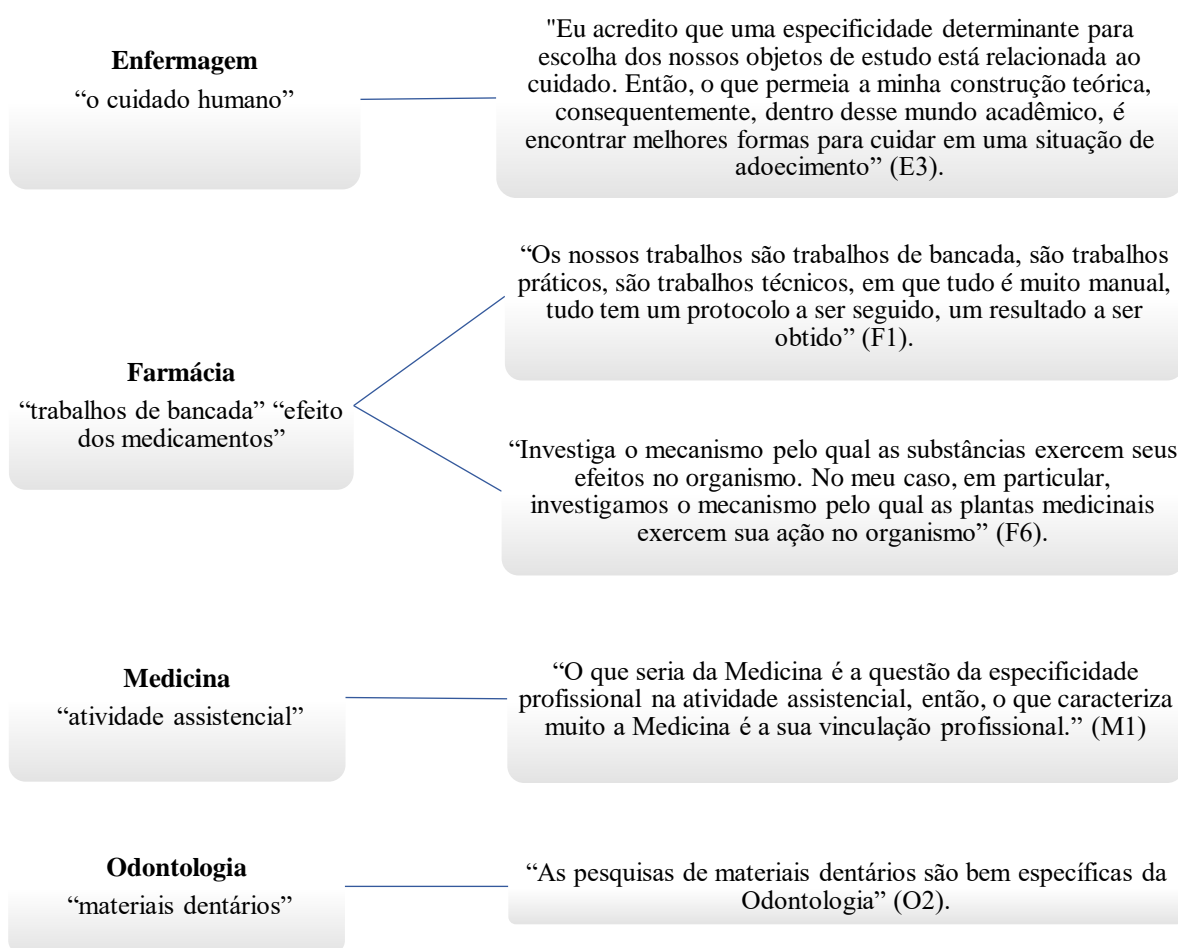 Enfermagem
“o cuidado humano”
"Eu acredito que uma especificidade determinante para
escolha dos nossos objetos de estudo está relacionada ao
cuidado. Então, o que permeia a minha construção teórica,
consequentemente, dentro desse mundo acadêmico, é
encontrar melhores formas para cuidar em uma situação de
adoecimento” (E3).
Farmácia
“trabalhos de bancada” “efeito
dos medicamentos”
“Os nossos trabalhos são trabalhos de bancada, são trabalhos
práticos, são trabalhos técnicos, em que tudo é muito manual,
tudo tem um protocolo a ser seguido, um resultado a ser
obtido” (F1).
“Investiga o mecanismo pelo qual as substâncias exercem seus
efeitos no organismo. No meu caso, em particular,
investigamos o mecanismo pelo qual as plantas medicinais
exercem sua ação no organismo” (F6).
Medicina
“atividade assistencial”
“O que seria da Medicina é a questão da especificidade
profissional na atividade assistencial, então, o que caracteriza
muito a Medicina é a sua vinculação profissional.” (M1)
Odontologia
“materiais dentários”
“As pesquisas de materiais dentários são bem específicas da
Odontologia” (O2).